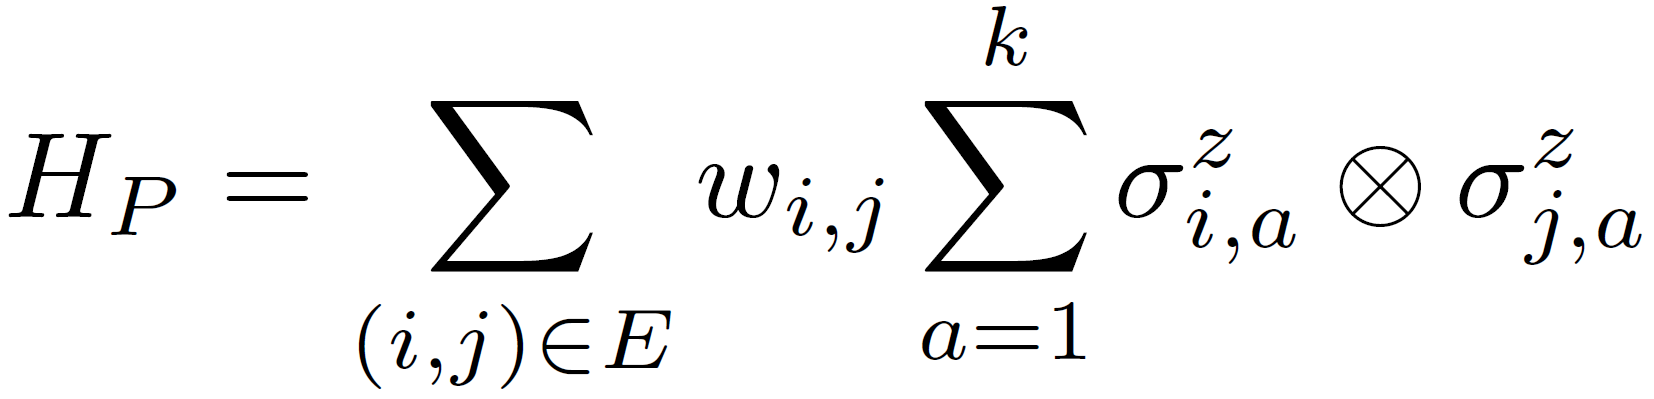 H_P = \sum_{(i,j) \in E} w_{i,j} \sum_{a=1}^{k} \sigma^z_{i,a} \otimes \sigma^z_{j,a}